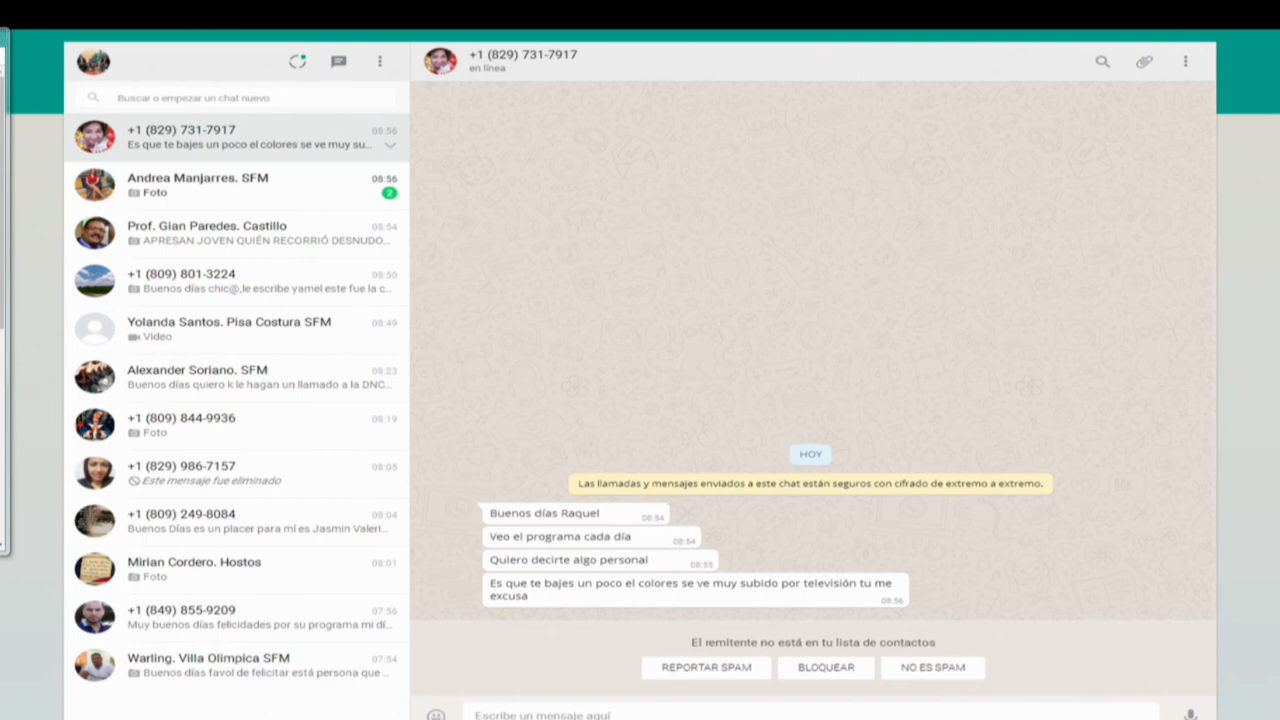 Buscar o empezar un chat nuevo
+1 (829) 731-7917
08:56
Es que te bajes un poco el colores se ve muy su...
Andrea Manjarres. SFM
08:56
Foto
2
Prof. Gian Paredes. Castillo
08:54
APRESAN JOVEN QUIÉN RECORRIÓ DESNUDO...
+1 (809) 801-3224
08:50
Buenos días chic@,le escribe yamel este fue la c...
Yolanda Santos. Pisa Costura SFM
08:49
Video
Alexander Soriano. SFM
08:23
Buenos días quiero k le hagan un llamado a la DNC...
+1 (809) 844-9936
08:19
Foto
+1 (829) 986-7157
08:05
Este mensaje fue eliminado
+1 (809) 249-8084
08:04
Buenos Días es un placer para mí es Jasmin Valeri...
Mirian Cordero. Hostos
08:01
Foto
+1 (849) 855-9209
07:56
Muy buenos días felicidades por su programa mi dí...
Warling. Villa Olimpica SFM
07:54
Buenos días favol de felicitar está persona que ...
+1 (829) 731-7917
en línea
HOY
Las llamadas y mensajes enviados a este chat están seguros con cifrado de extremo a extremo.
Buenos días Raquel
08:54
Veo el programa cada día
08:54
Quiero decirte algo personal
08:55
Es que te bajes un poco el colores se ve muy subido por televisión tu me
excusa
08:56
El remitente no está en tu lista de contactos
REPORTAR SPAM
BLOQUEAR
NO ES SPAM
Escribe un mensaje aquí